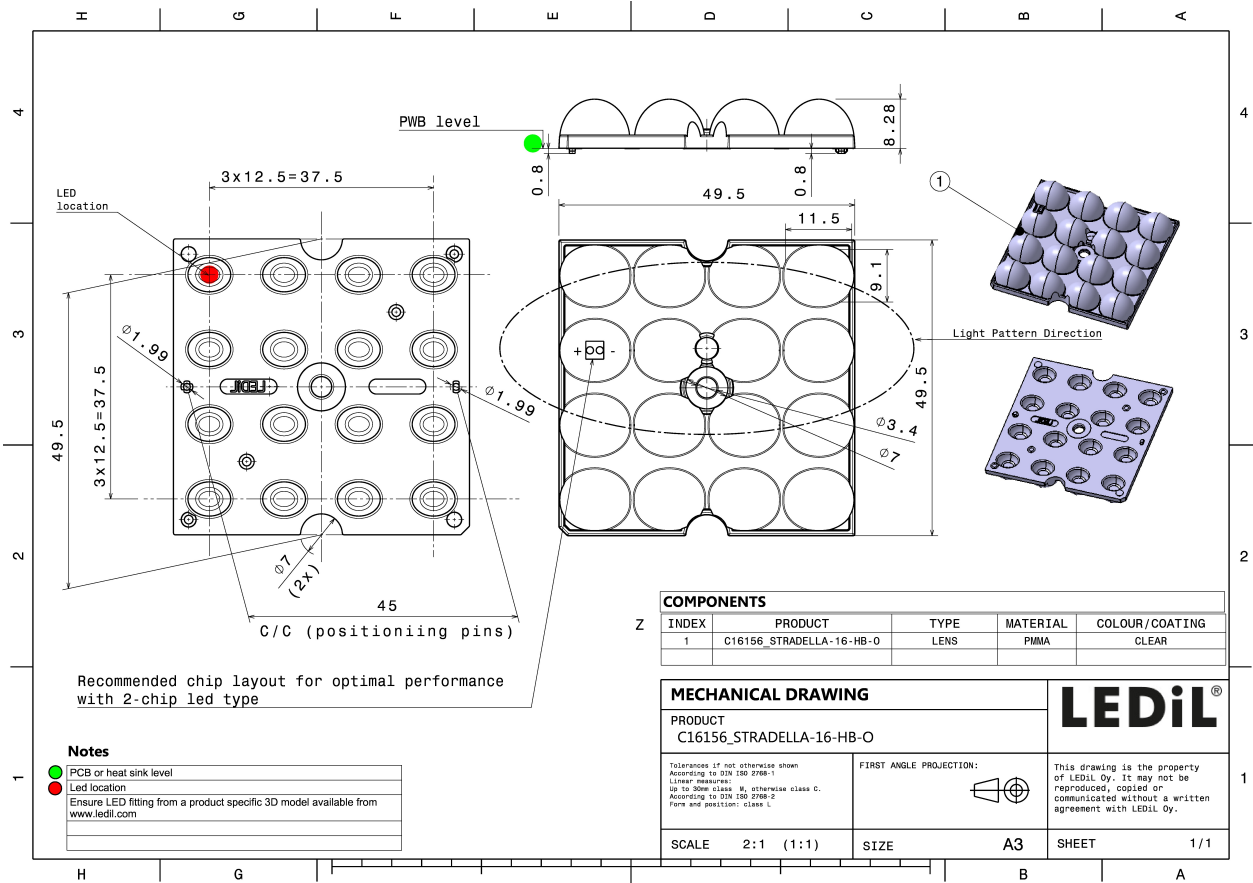 H G F E D C B A
4
4
PWB level
8.28
0.8
0.8
3x12.5=37.5
LED
location
49.5
11.5
1
9.1
3
3
Light Pattern Direction
Ø1.99
LEDiL
+ -
Ø1.99
49.5
3x12.5=37.5
49.5
Ø3.4
Ø7
2
2
Ø7
(2x)
45
C/C (positioniing pins)
Recommended chip layout for optimal performance
with 2-chip led type
Z
COMPONENTS
INDEX PRODUCT TYPE MATERIAL COLOUR/COATING
1 C16156_STRADELLA-16-HB-O LENS PMMA CLEAR
MECHANICAL DRAWING
LEDiL®
PRODUCT
C16156_STRADELLA-16-HB-O
Notes
PCB or heat sink level
Led location
Ensure LED fitting from a product specific 3D model available from
www.ledil.com
1
1
Tolerances if not otherwise shown
According to DIN ISO 2768-1
Linear measures:
Up to 30mm class M, otherwise class C.
According to DIN ISO 2768-2
Form and position: class L
FIRST ANGLE PROJECTION:
This drawing is the property
of LEDiL Oy. It may not be
reproduced, copied or
communicated without a written
agreement with LEDiL Oy.
SCALE 2:1 (1:1)
SIZE A3
SHEET 1/1
H G B A